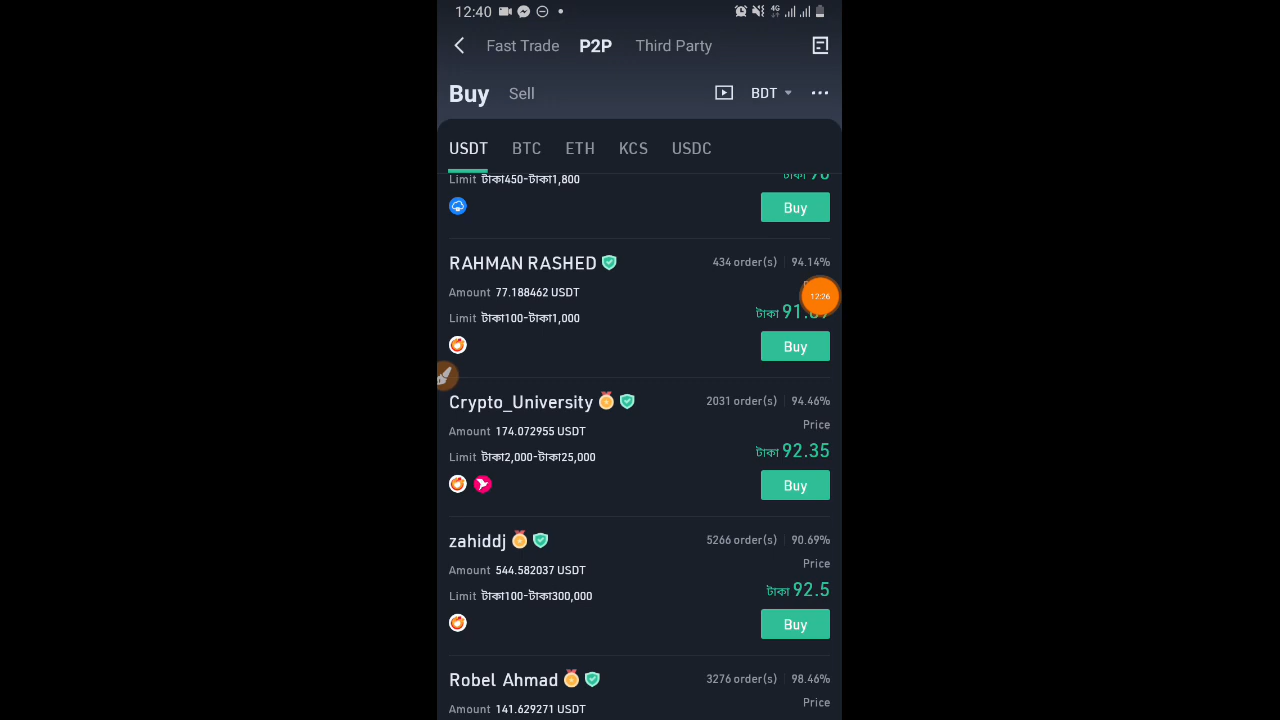 12:40 4G
Fast Trade P2P Third Party
Buy Sell BDT
USDT BTC ETH KCS USDC
Limit টাকা450-টাকা1,800
Buy
RAHMAN RASHED 434 order(s) 94.14%
Amount 77.188462 USDT
12:26
Limit টাকা100-টাকা1,000 টাকা
Buy
Crypto_University 2031 order(s) 94.46%
Amount 174.072955 USDT Price
Limit টাকা2,000-টাকা25,000 টাকা 92.35
Buy
zahiddj 5266 order(s) 90.69%
Amount 544.582037 USDT Price
Limit টাকা100-টাকা300,000 টাকা 92.5
Buy
Robel Ahmad 3276 order(s) 98.46%
Amount 141.629271 USDT Price